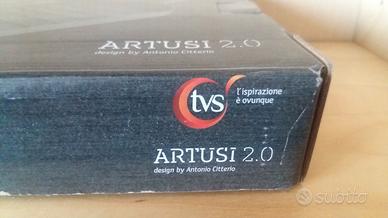 ARTUSI 2.0
design by Antonio Citterio
tvs
l'ispirazione
è ovunque
ARTUSI 2.0
design by Antonio Citterio
subito